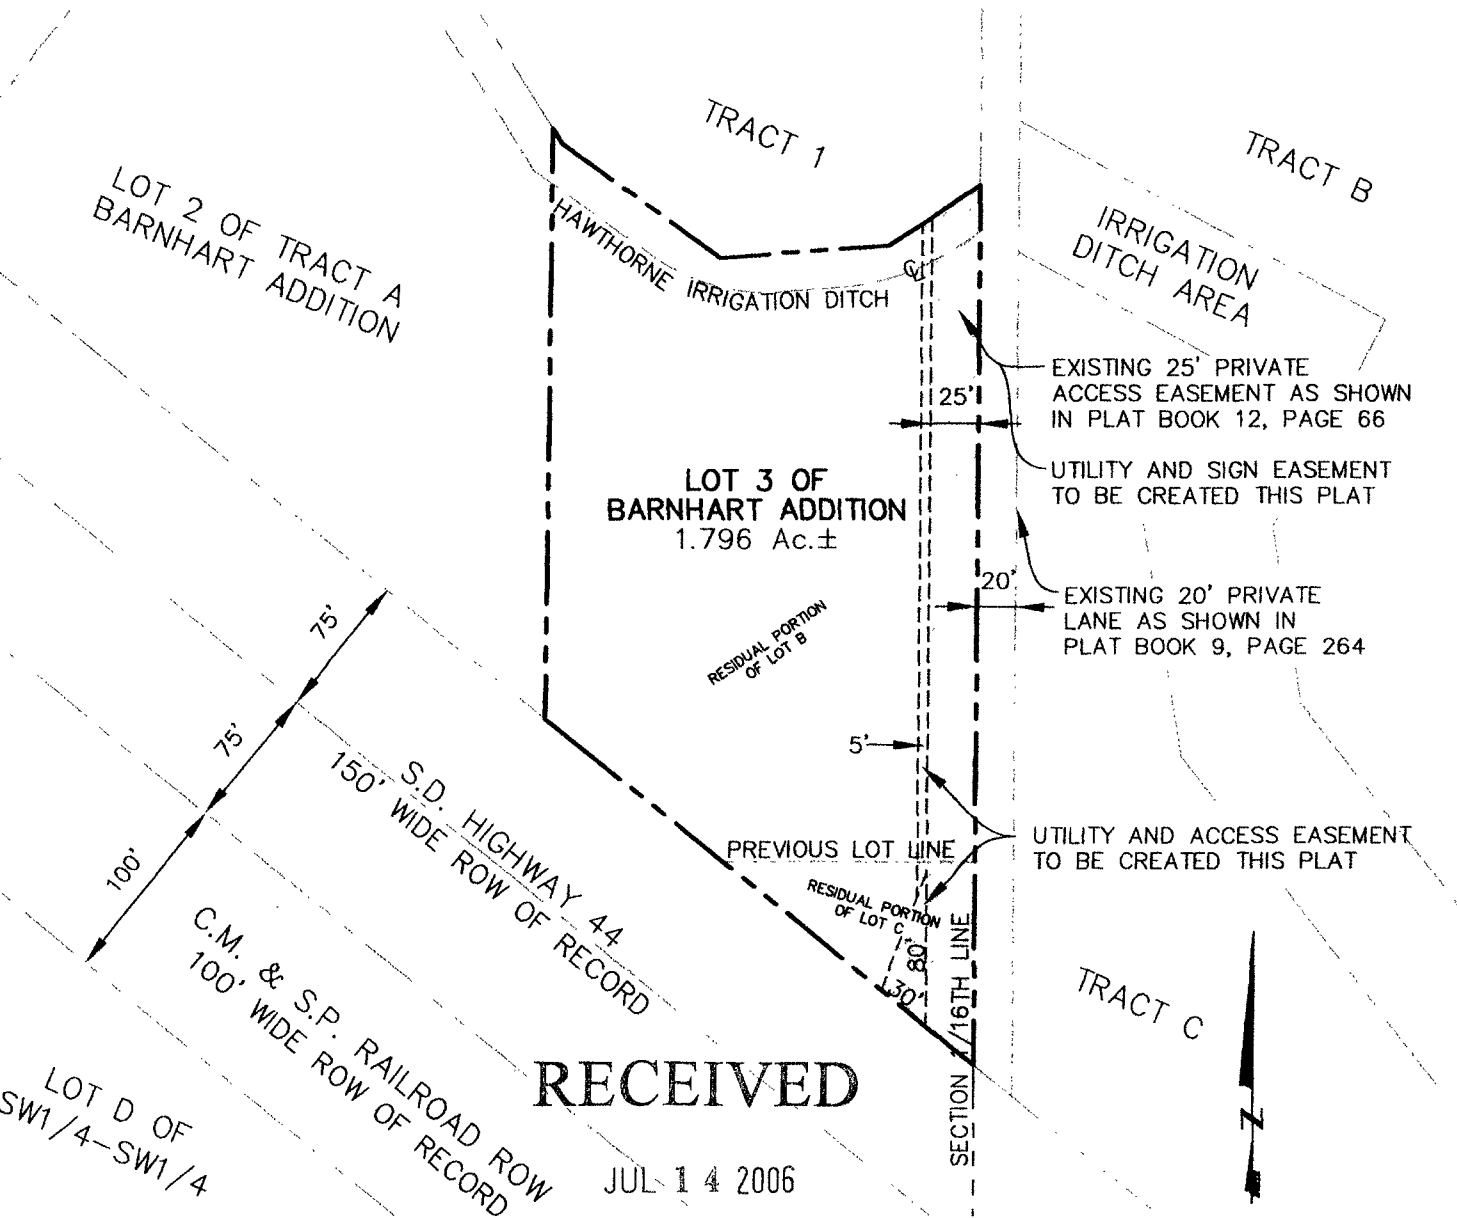 TRACT 1
TRACT B
LOT 2 OF TRACT A
BARNHART ADDITION
IRRIGATION
DITCH AREA
HAWTHORNE IRRIGATION DITCH
EXISTING 25' PRIVATE
ACCESS EASEMENT AS SHOWN
IN PLAT BOOK 12, PAGE 66
25'
UTILITY AND SIGN EASEMENT
TO BE CREATED THIS PLAT
LOT 3 OF
BARNHART ADDITION
1.796 Ac.±
20'
EXISTING 20' PRIVATE
LANE AS SHOWN IN
PLAT BOOK 9, PAGE 264
RESIDUAL PORTION
OF LOT B
75'
75'
100'
5'
S.D. HIGHWAY 44
150' WIDE ROW OF RECORD
PREVIOUS LOT LINE
UTILITY AND ACCESS EASEMENT
TO BE CREATED THIS PLAT
RESIDUAL PORTION
OF LOT C
80'
30'
SECTION 1/16TH LINE
TRACT C
C.M. & S.P. RAILROAD ROW
100' WIDE ROW OF RECORD
LOT D OF
SW1/4-SW1/4
RECEIVED
JUL 14 2006
N